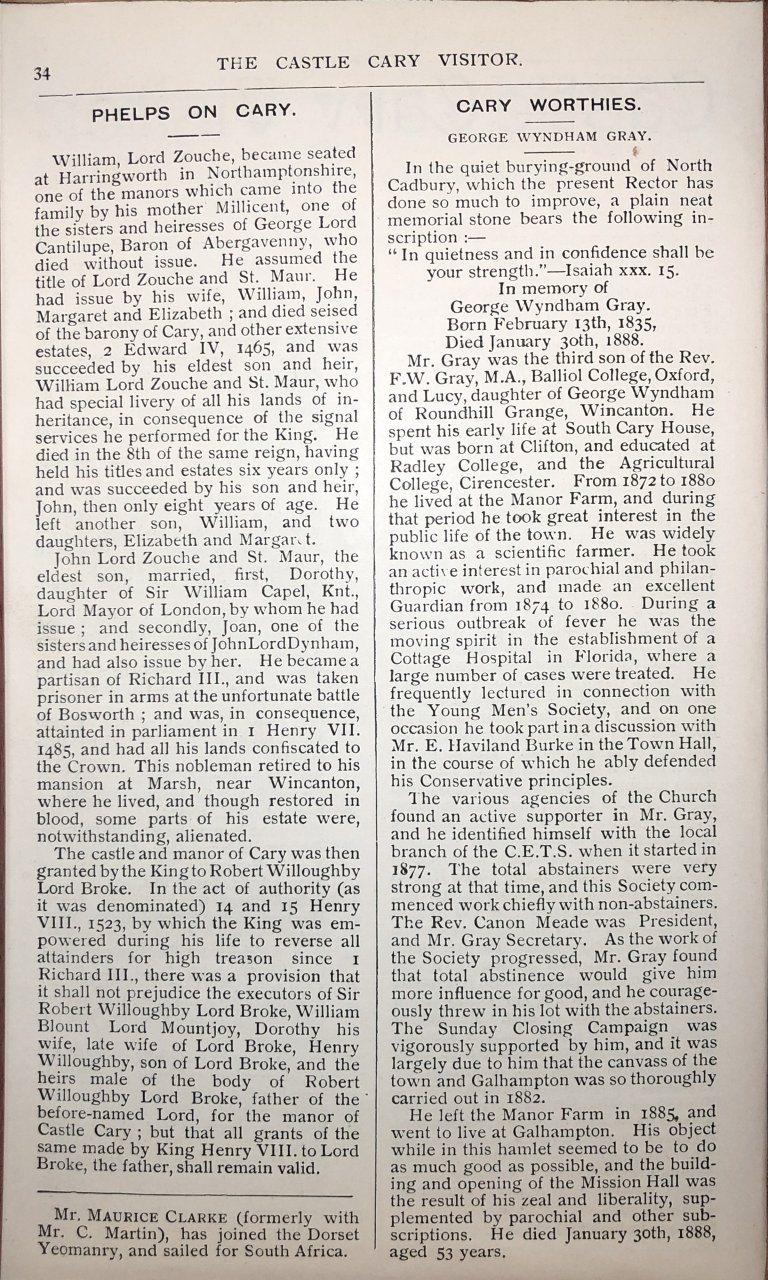 34
THE CASTLE CARY VISITOR.
PHELPS ON CARY.
William, Lord Zouche, became seated
at Harringworth in Northamptonshire,
one of the manors which came into the
family by his mother Millicent, one of
the sisters and heiresses of George Lord
Cantilupe, Baron of Abergavenny, who
died without issue. He assumed the
title of Lord Zouche and St. Maur. He
had issue by his wife, William, John,
Margaret and Elizabeth ; and died seised
of the barony of Cary, and other extensive
estates, 2 Edward IV, 1465, and was
succeeded by his eldest son and heir,
William Lord Zouche and St. Maur, who
had special livery of all his lands of in-
heritance, in consequence of the signal
services he performed for the King. He
died in the 8th of the same reign, having
held his titles and estates six years only ;
and was succeeded by his son and heir,
John, then only eight years of age. He
left another son, William, and two
daughters, Elizabeth and Margaret.
John Lord Zouche and St. Maur, the
eldest son, married, first, Dorothy,
daughter of Sir William Capel, Knt.,
Lord Mayor of London, by whom he had
issue ; and secondly, Joan, one of the
sisters and heiresses of John Lord Dynham,
and had also issue by her. He became a
partisan of Richard III., and was taken
prisoner in arms at the unfortunate battle
of Bosworth ; and was, in consequence,
attainted in parliament in 1 Henry VII.
1485, and had all his lands confiscated to
the Crown. This nobleman retired to his
mansion at Marsh, near Wincanton,
where he lived, and though restored in
blood, some parts of his estate were,
notwithstanding, alienated.
The castle and manor of Cary was then
granted by the King to Robert Willoughby
Lord Broke. In the act of authority (as
it was denominated) 14 and 15 Henry
VIII., 1523, by which the King was em-
powered during his life to reverse all
attainders for high treason since 1
Richard III., there was a provision that
it shall not prejudice the executors of Sir
Robert Willoughby Lord Broke, William
Blount Lord Mountjoy, Dorothy his
wife, late wife of Lord Broke, Henry
Willoughby, son of Lord Broke, and the
heirs male of the body of Robert
Willoughby Lord Broke, father of the
before-named Lord, for the manor of
Castle Cary ; but that all grants of the
same made by King Henry VIII. to Lord
Broke, the father, shall remain valid.
Mr. MAURICE CLARKE (formerly with
Mr. C. Martin), has joined the Dorset
Yeomanry, and sailed for South Africa.
CARY WORTHIES.
GEORGE WYNDHAM GRAY.
In the quiet burying-ground of North
Cadbury, which the present Rector has
done so much to improve, a plain neat
memorial stone bears the following in-
scription :—
“ In quietness and in confidence shall be
your strength.”—Isaiah xxx. 15.
In memory of
George Wyndham Gray.
Born February 13th, 1835,
Died January 30th, 1888.
Mr. Gray was the third son of the Rev.
F.W. Gray, M.A., Balliol College, Oxford,
and Lucy, daughter of George Wyndham
of Roundhill Grange, Wincanton. He
spent his early life at South Cary House,
but was born at Clifton, and educated at
Radley College, and the Agricultural
College, Cirencester. From 1872 to 1880
he lived at the Manor Farm, and during
that period he took great interest in the
public life of the town. He was widely
known as a scientific farmer. He took
an active interest in parochial and philan-
thropic work, and made an excellent
Guardian from 1874 to 1880. During a
serious outbreak of fever he was the
moving spirit in the establishment of a
Cottage Hospital in Florida, where a
large number of cases were treated. He
frequently lectured in connection with
the Young Men's Society, and on one
occasion he took part in a discussion with
Mr. E. Haviland Burke in the Town Hall,
in the course of which he ably defended
his Conservative principles.
The various agencies of the Church
found an active supporter in Mr. Gray,
and he identified himself with the local
branch of the C.E.T.S. when it started in
1877. The total abstainers were very
strong at that time, and this Society com-
menced work chiefly with non-abstainers.
The Rev. Canon Meade was President,
and Mr. Gray Secretary. As the work of
the Society progressed, Mr. Gray found
that total abstinence would give him
more influence for good, and he courage-
ously threw in his lot with the abstainers.
The Sunday Closing Campaign was
vigorously supported by him, and it was
largely due to him that the canvass of the
town and Galhampton was so thoroughly
carried out in 1882.
He left the Manor Farm in 1885, and
went to live at Galhampton. His object
while in this hamlet seemed to be to do
as much good as possible, and the build-
ing and opening of the Mission Hall was
the result of his zeal and liberality, sup-
plemented by parochial and other sub-
scriptions. He died January 30th, 1888,
aged 53 years.